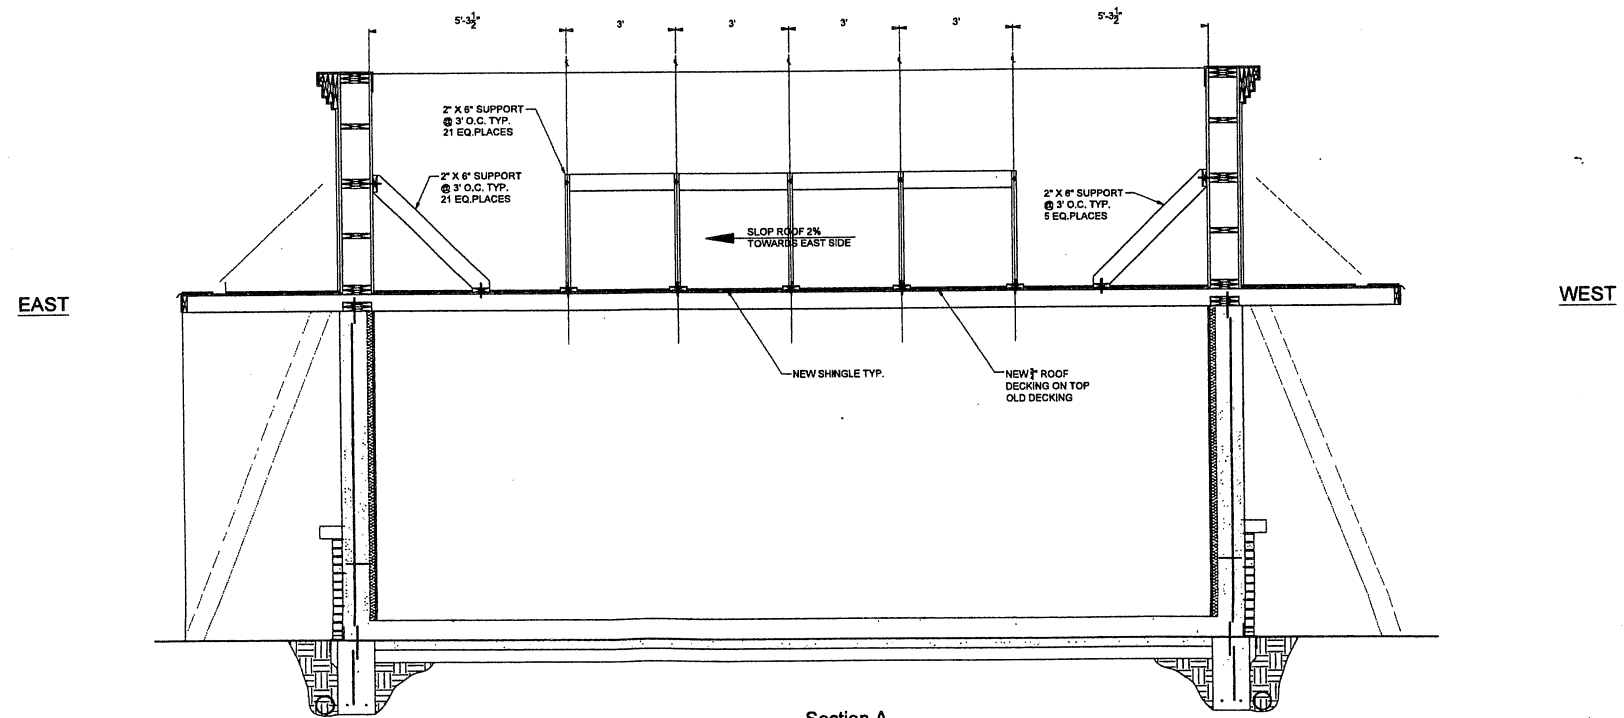 5'-3½" 3' 3' 3' 3' 5'-3½"
2" X 6" SUPPORT
@ 3' O.C. TYP.
21 EQ.PLACES
2" X 6" SUPPORT
@ 3' O.C. TYP.
21 EQ.PLACES
2" X 6" SUPPORT
@ 3' O.C. TYP.
5 EQ.PLACES
SLOP ROOF 2%
TOWARDS EAST SIDE
EAST
WEST
NEW SHINGLE TYP.
NEW ¾" ROOF
DECKING ON TOP
OLD DECKING
Section A